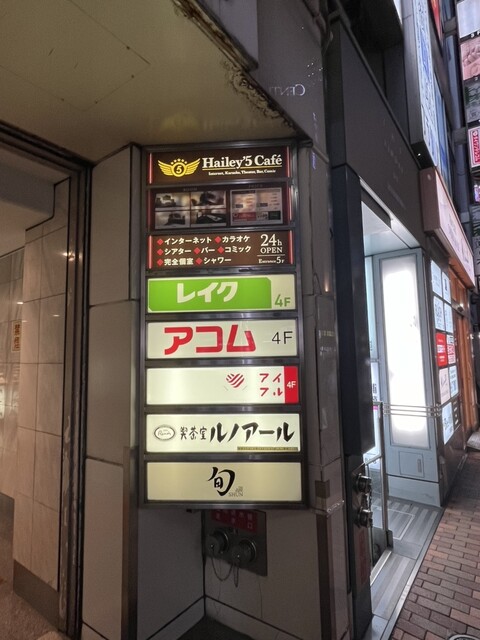 5
Hailey'5 Café
Internet, Karaoke, Theater, Bar, Comic
◆インターネット ◆カラオケ
◆シアター ◆バー ◆コミック
◆完全個室 ◆シャワー
24h
OPEN
Entrance 5F
レイク 4F
アコム 4F
アイフル 4F
喫茶室 ルノアール
旬